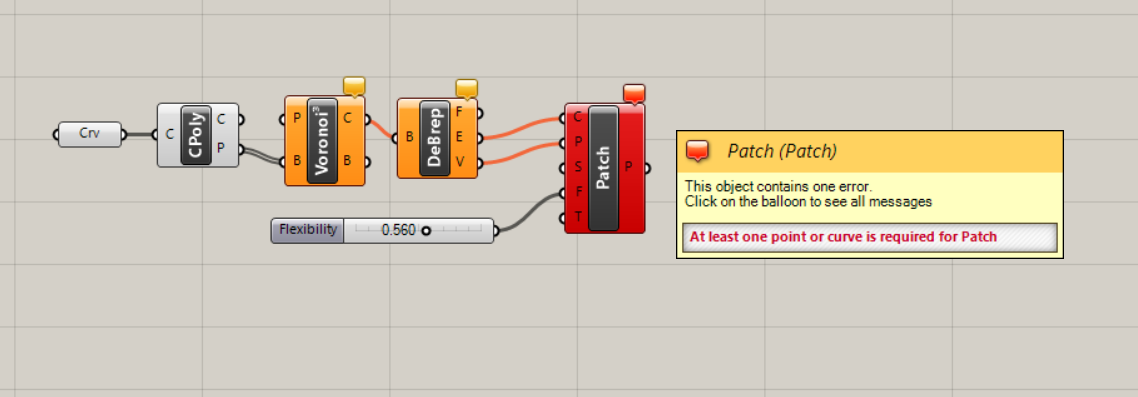 Crv
C
CPoly
C
P
P
B
Voronoi³
C
B
B
DeBrep
F
E
V
C
P
S
F
T
Patch
P
Flexibility
0.560
Patch (Patch)
This object contains one error.
Click on the balloon to see all messages
At least one point or curve is required for Patch